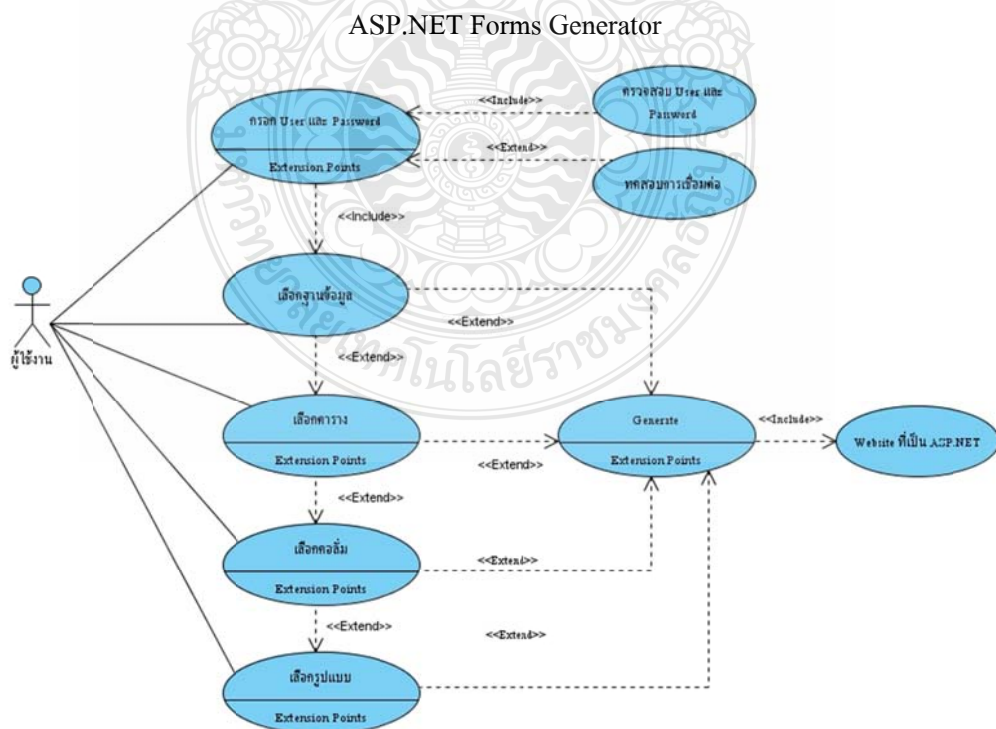 ASP.NET Forms Generator
กรอก User และ Password
Extension Points
<<Include>>
ตรวจสอบ User และ
Password
<<Extend>>
ทดสอบการเชื่อมต่อ
<<Include>>
เลือกฐานข้อมูล
<<Extend>>
<<Extend>>
ผู้ใช้งาน
เลือกตาราง
Extension Points
<<Extend>>
Generate
Extension Points
<<Include>>
Website ที่เป็น ASP.NET
<<Extend>>
เลือกคอลั่ม
Extension Points
<<Extend>>
<<Extend>>
<<Extend>>
เลือกรูปแบบ
Extension Points